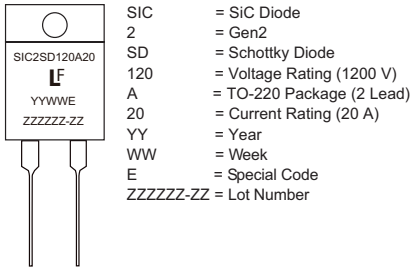 SIC2SD120A20
LF
YYWWE
ZZZZZZ-ZZ
SIC = SiC Diode
2 = Gen2
SD = Schottky Diode
120 = Voltage Rating (1200 V)
A = TO-220 Package (2 Lead)
20 = Current Rating (20 A)
YY = Year
WW = Week
E = Special Code
ZZZZZZ-ZZ = Lot Number